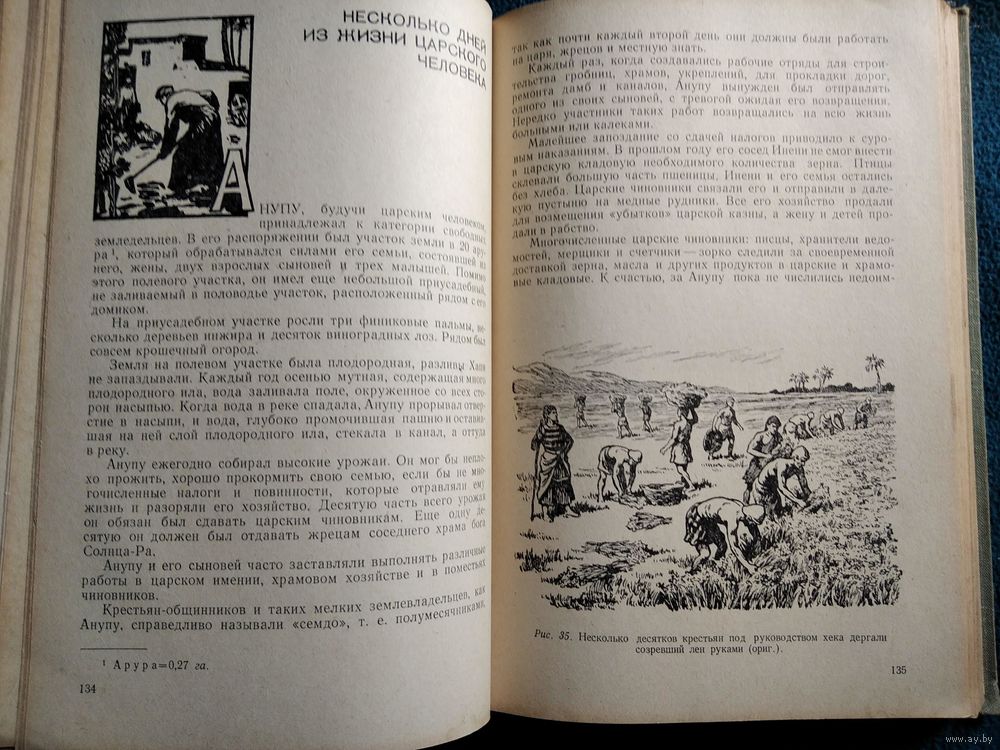 НЕСКОЛЬКО ДНЕЙ
ИЗ ЖИЗНИ ЦАРСКОГО
ЧЕЛОВЕКА
АНУПУ, будучи царским человеком,
принадлежал к категории свободных
земледельцев. В его распоряжении был участок земли в 20 ару-
ра¹, который обрабатывался силами его семьи, состоявшей из
него, жены, двух взрослых сыновей и трех малышей. Помимо
этого полевого участка, он имел еще небольшой приусадебный,
не заливаемый в половодье участок, расположенный рядом с его
домиком.
На приусадебном участке росли три финиковые пальмы, не-
сколько деревьев инжира и десяток виноградных лоз. Рядом был
совсем крошечный огород.
Земля на полевом участке была плодородная, разливы Хапи
не запаздывали. Каждый год осенью мутная, содержащая много
плодородного ила, вода заливала поле, окруженное со всех сто-
рон насыпью. Когда вода в реке спадала, Анупу прорывал отвер-
стие в насыпи, и вода, глубоко промочившая пашню и оставив-
шая на ней слой плодородного ила, стекала в канал, а оттуда
в реку.
Анупу ежегодно собирал высокие урожаи. Он мог бы непло-
хо прожить, хорошо прокормить свою семью, если бы не мно-
гочисленные налоги и повинности, которые отравляли ему
жизнь и разоряли его хозяйство. Десятую часть всего урожая
он обязан был сдавать царским чиновникам. Еще одну де-
сятую он должен был отдавать жрецам соседнего храма бога
Солнца-Ра.
Анупу и его сыновей часто заставляли выполнять различные
работы в царском имении, храмовом хозяйстве и в поместьях
чиновников.
Крестьян-общинников и таких мелких землевладельцев, как
Анупу, справедливо называли «семдо», т. е. полумесячниками,
¹ Арура=0,27 га.
134
так как почти каждый второй день они должны были работать
на царя, жрецов и местную знать.
Каждый раз, когда создавались рабочие отряды для строи-
тельства гробниц, храмов, укреплений, для прокладки дорог,
ремонта дамб и каналов, Анупу вынужден был отправлять
одного из своих сыновей, с тревогой ожидая его возвращения.
Нередко участники таких работ возвращались на всю жизнь
больными или калеками.
Малейшее запоздание со сдачей налогов приводило к суро-
вым наказаниям. В прошлом году его сосед Инени не смог внести
в царскую кладовую необходимого количества зерна. Птицы
склевали большую часть пшеницы, Инени и его семья остались
без хлеба. Царские чиновники связали его и отправили в дале-
кую пустыню на медные рудники. Все его хозяйство продали
для возмещения «убытков» царской казны, а жену и детей про-
дали в рабство.
Многочисленные царские чиновники: писцы, хранители ведо-
мостей, мерщики и счетчики — зорко следили за своевременной
доставкой зерна, масла и других продуктов в царские и храмо-
вые кладовые. К счастью, за Анупу пока не числились недоим-
Рис. 35. Несколько десятков крестьян под руководством хека дергали
созревший лен руками (ориг.).
135
www.ay.by